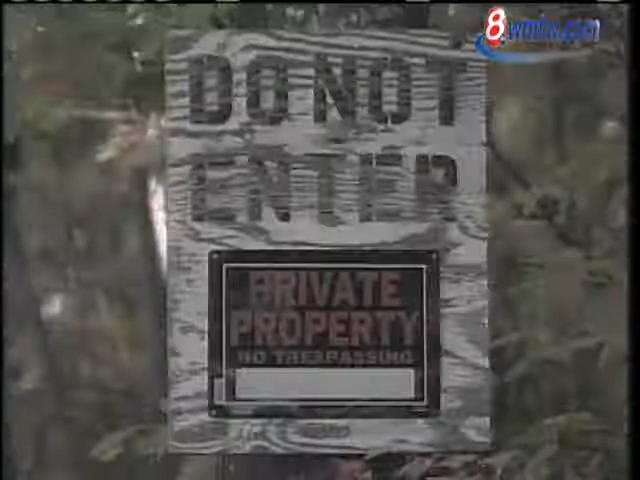 8 wmtw.com
DO NOT
ENTER
PRIVATE
PROPERTY
NO TRESPASSING